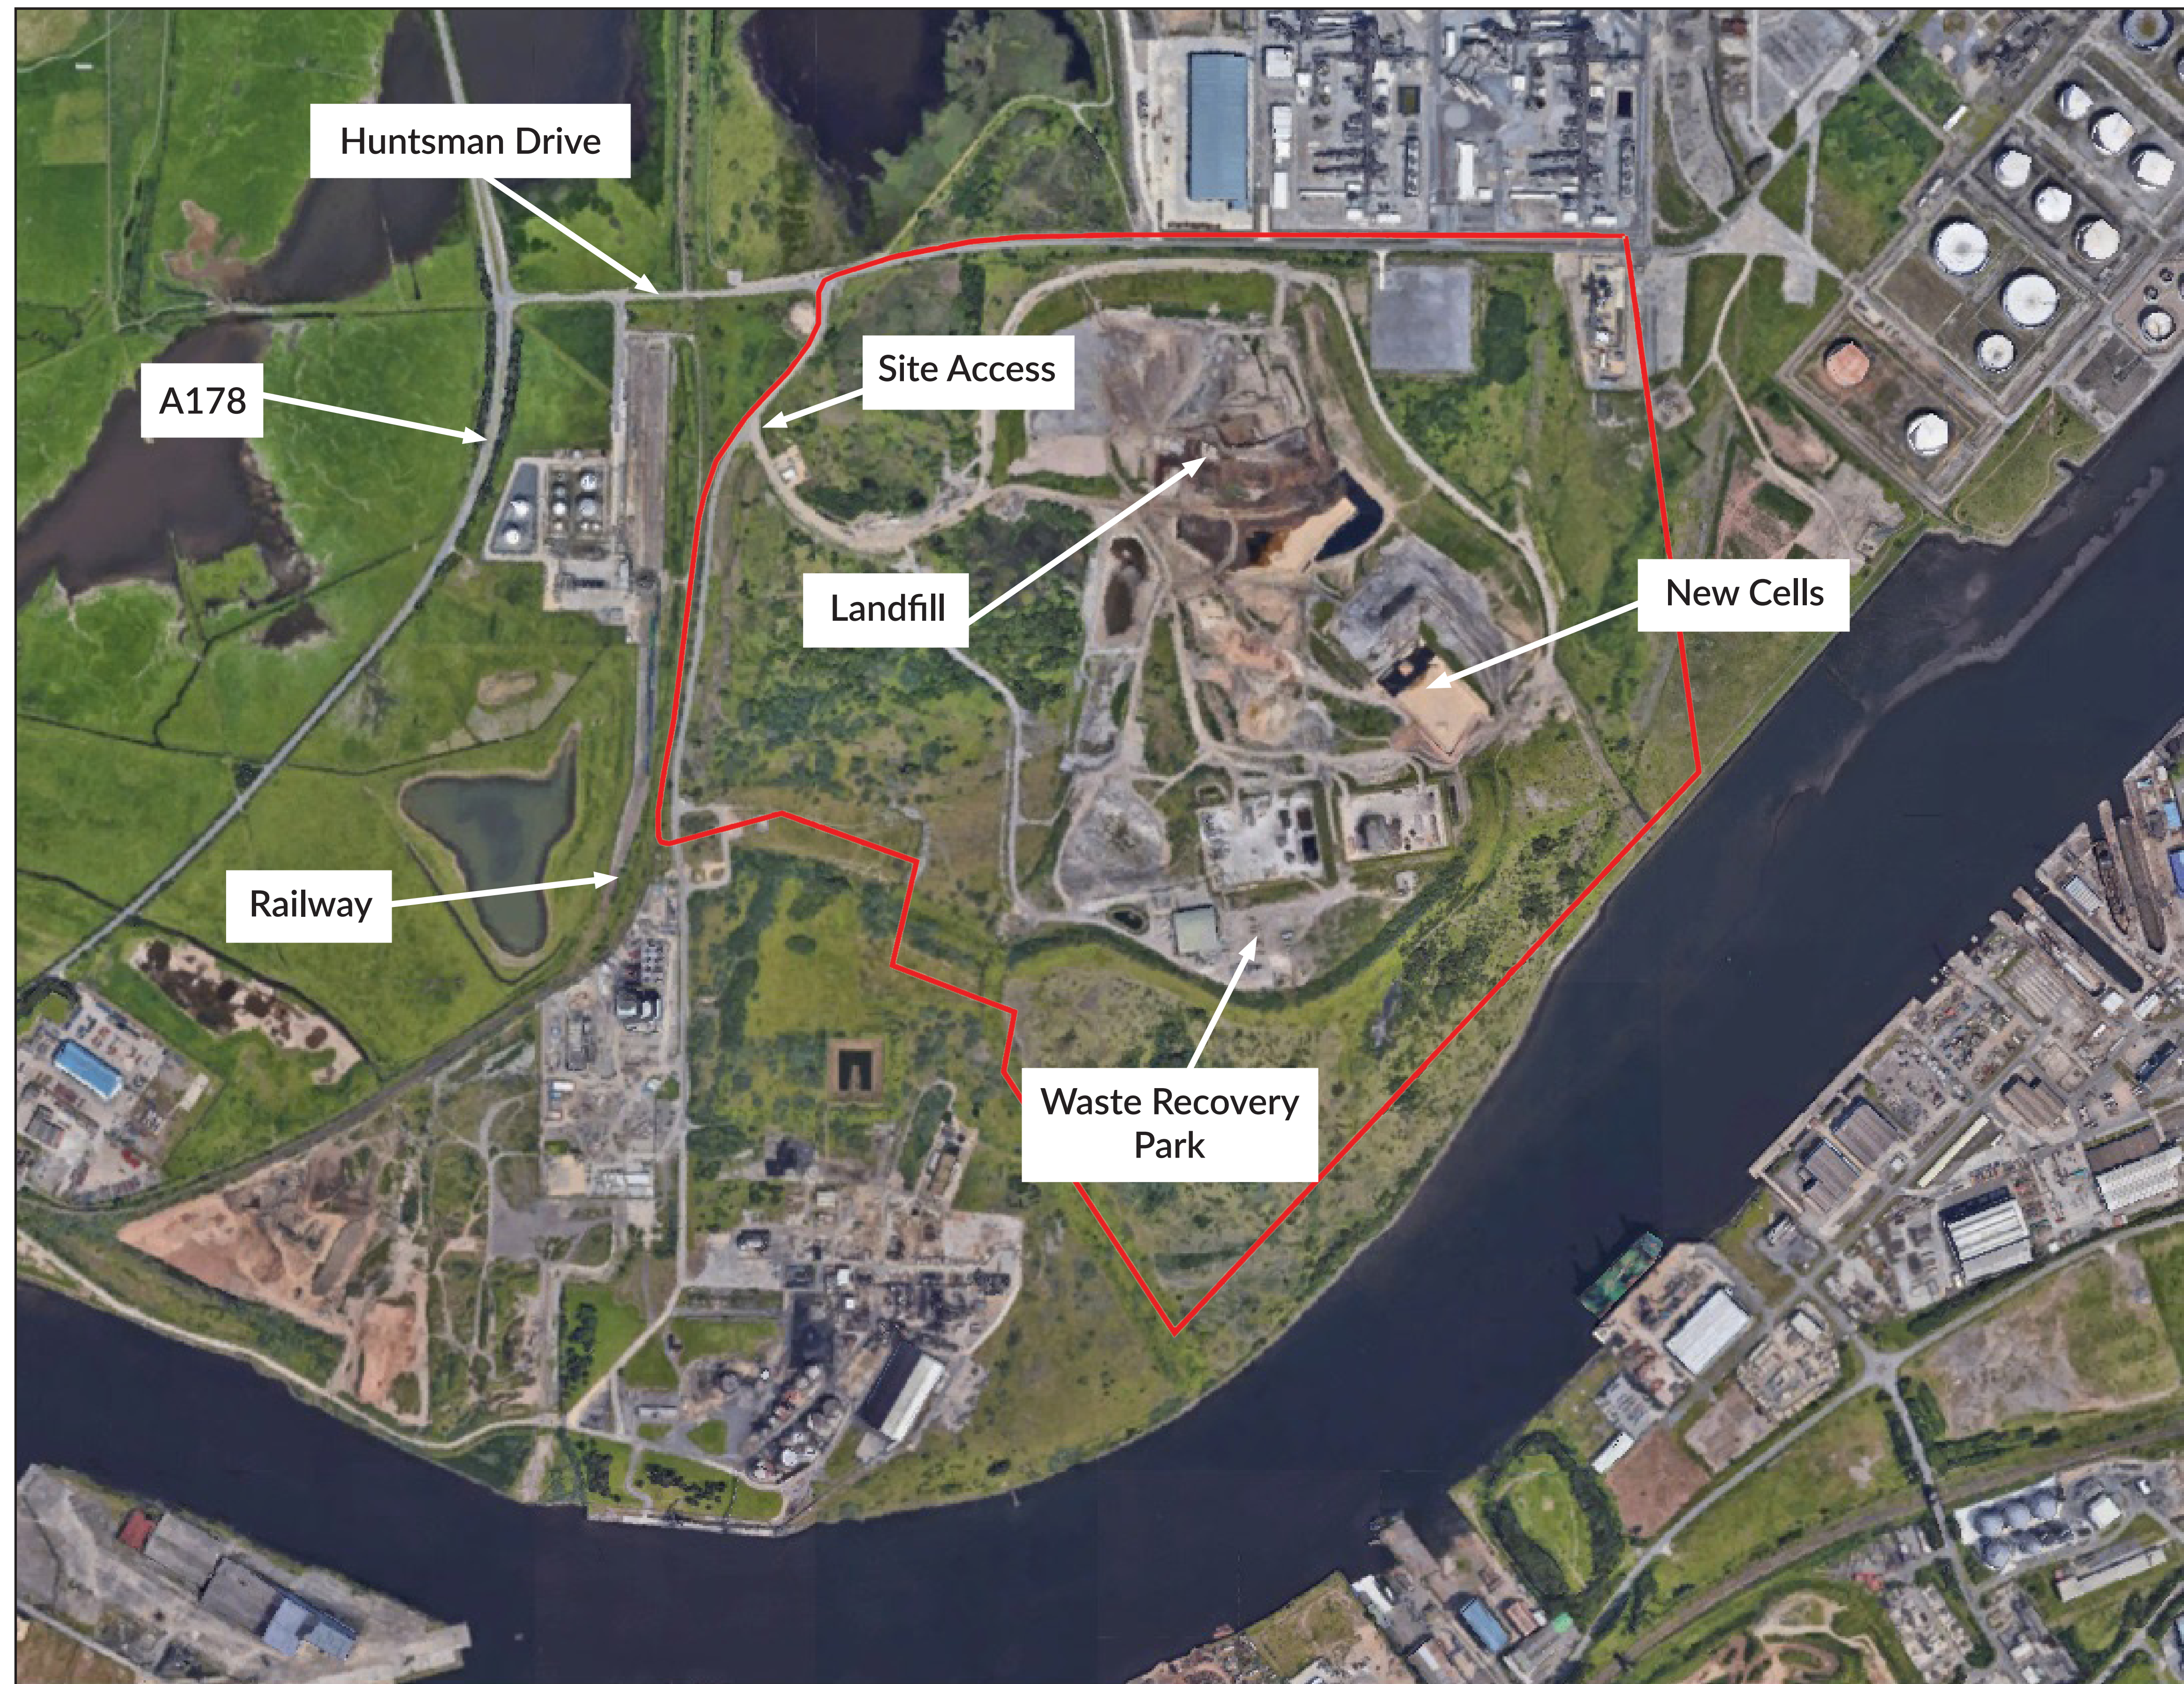 Huntsman Drive
Site Access
A178
Landfill
New Cells
Railway
Waste Recovery
Park